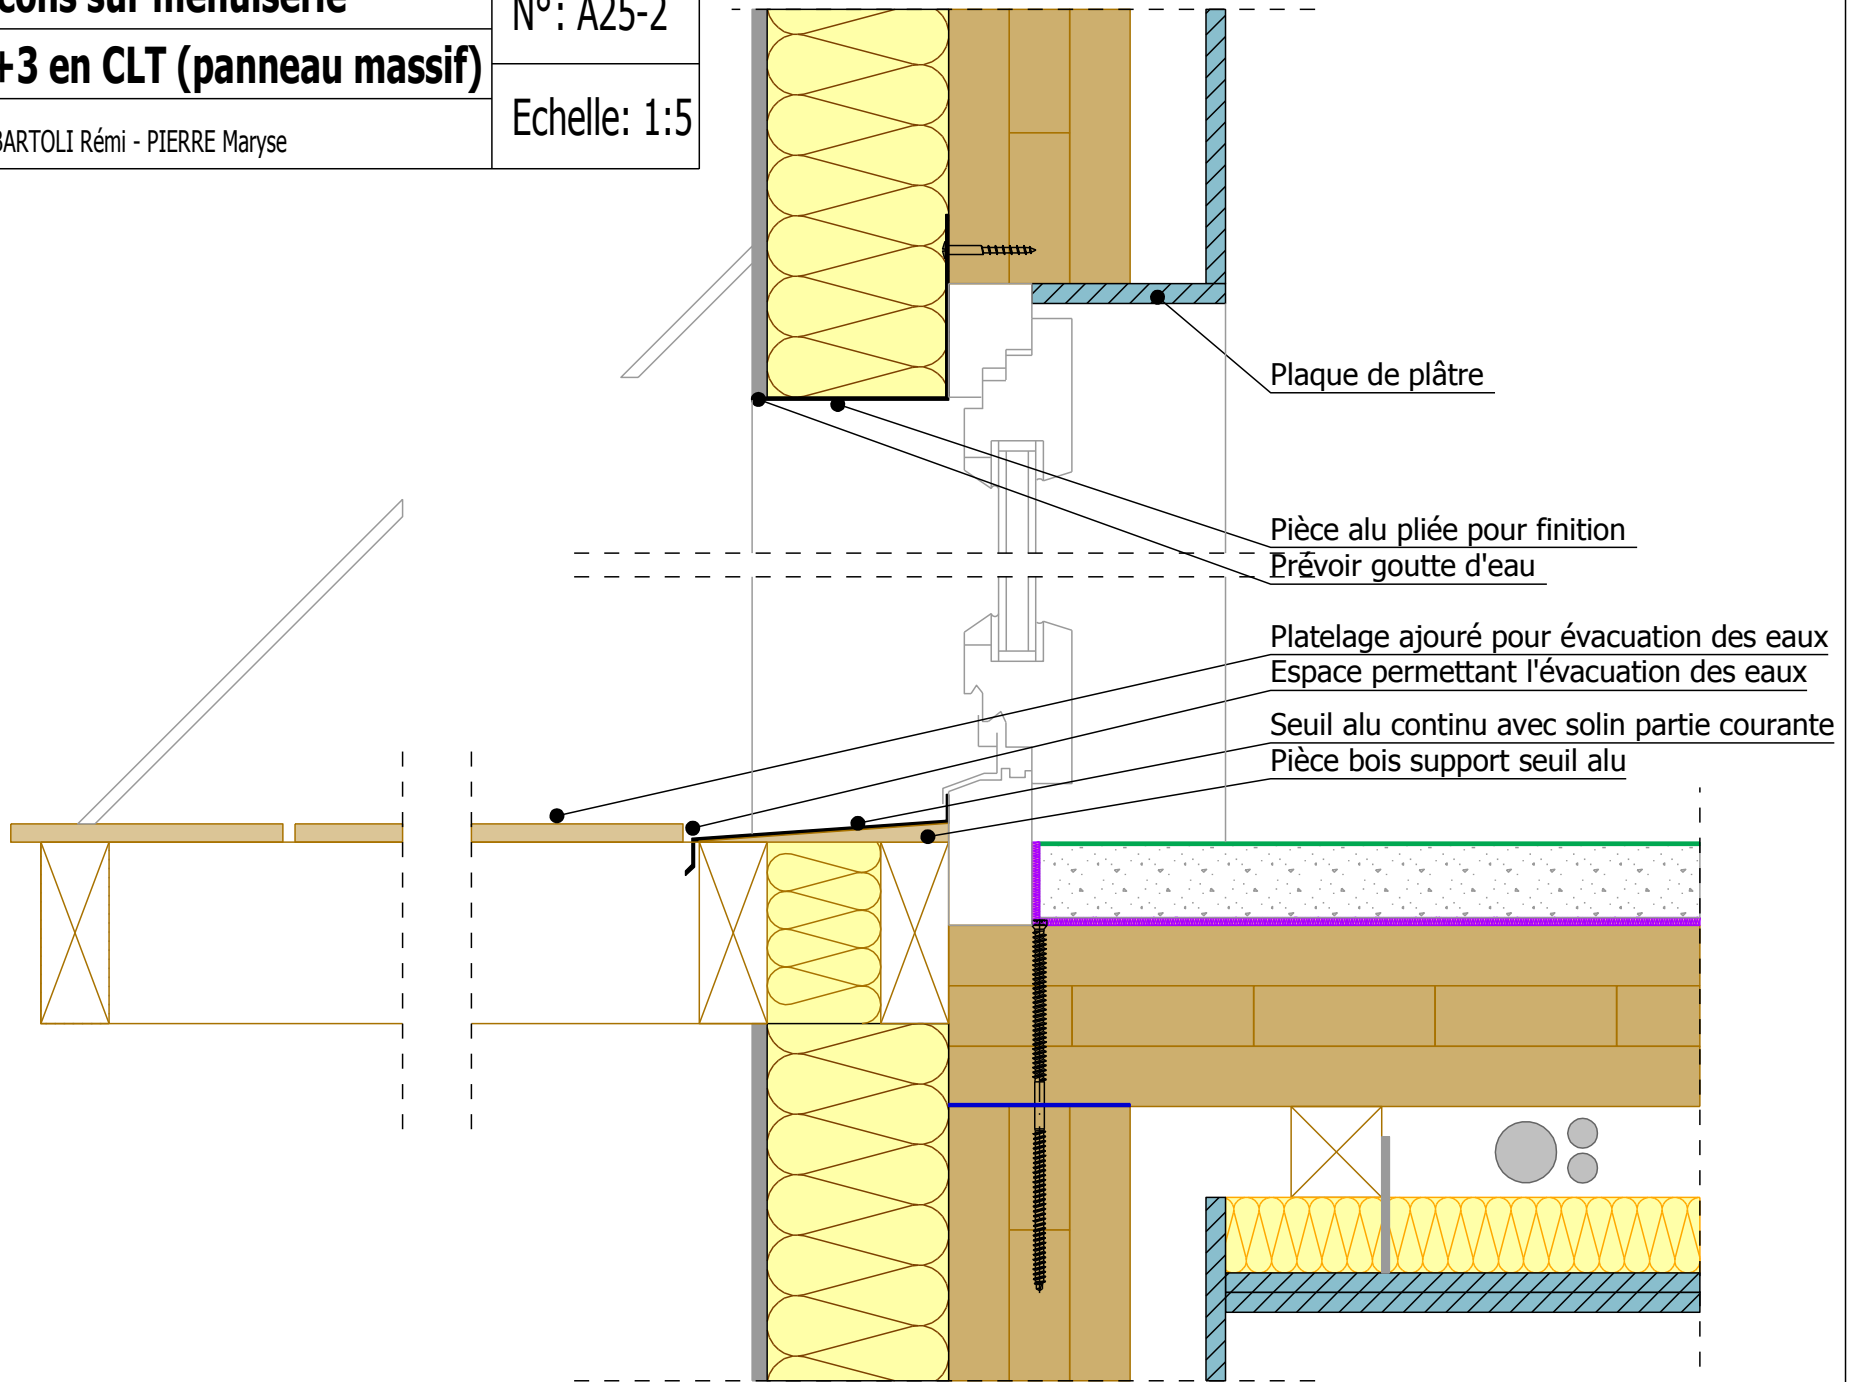 sur menuiserie
N°: A25-2
+3 en CLT (panneau massif)
Echelle: 1:5
BARTOLI Rémi - PIERRE Maryse
Plaque de plâtre
Pièce alu pliée pour finition
Prévoir goutte d'eau
Platelage ajouré pour évacuation des eaux
Espace permettant l'évacuation des eaux
Seuil alu continu avec solin partie courante
Pièce bois support seuil alu